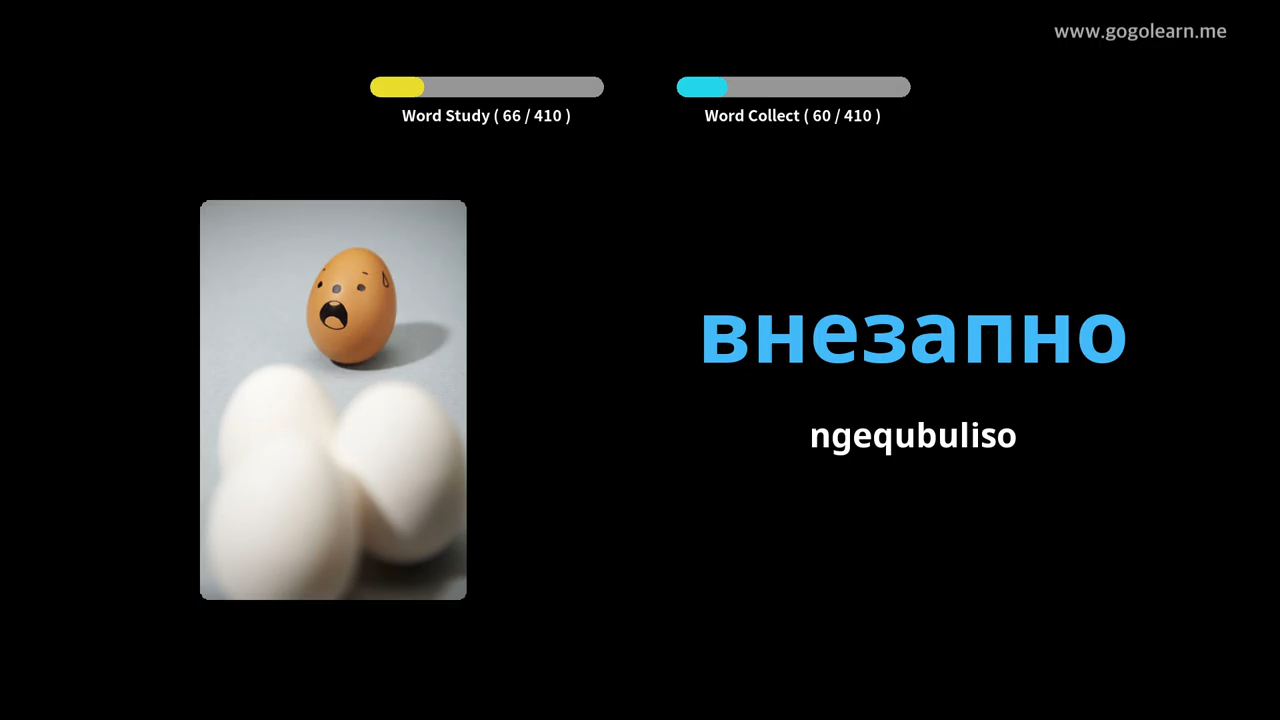 www.gogolearn.me
Word Study ( 66 / 410 )
Word Collect ( 60 / 410 )
внезапно
ngequbuliso